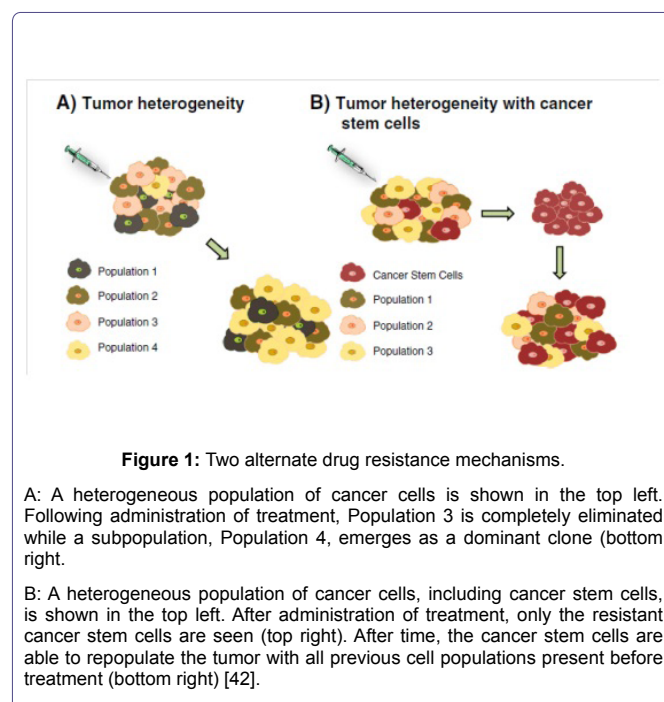 A) Tumor heterogeneity
B) Tumor heterogeneity with cancer
stem cells
Population 1
Population 2
Population 3
Population 4
Cancer Stem Cells
Population 1
Population 2
Population 3
Figure 1: Two alternate drug resistance mechanisms.
A: A heterogeneous population of cancer cells is shown in the top left.
Following administration of treatment, Population 3 is completely eliminated
while a subpopulation, Population 4, emerges as a dominant clone (bottom
right.
B: A heterogeneous population of cancer cells, including cancer stem cells,
is shown in the top left. After administration of treatment, only the resistant
cancer stem cells are seen (top right). After time, the cancer stem cells are
able to repopulate the tumor with all previous cell populations present before
treatment (bottom right) [42].